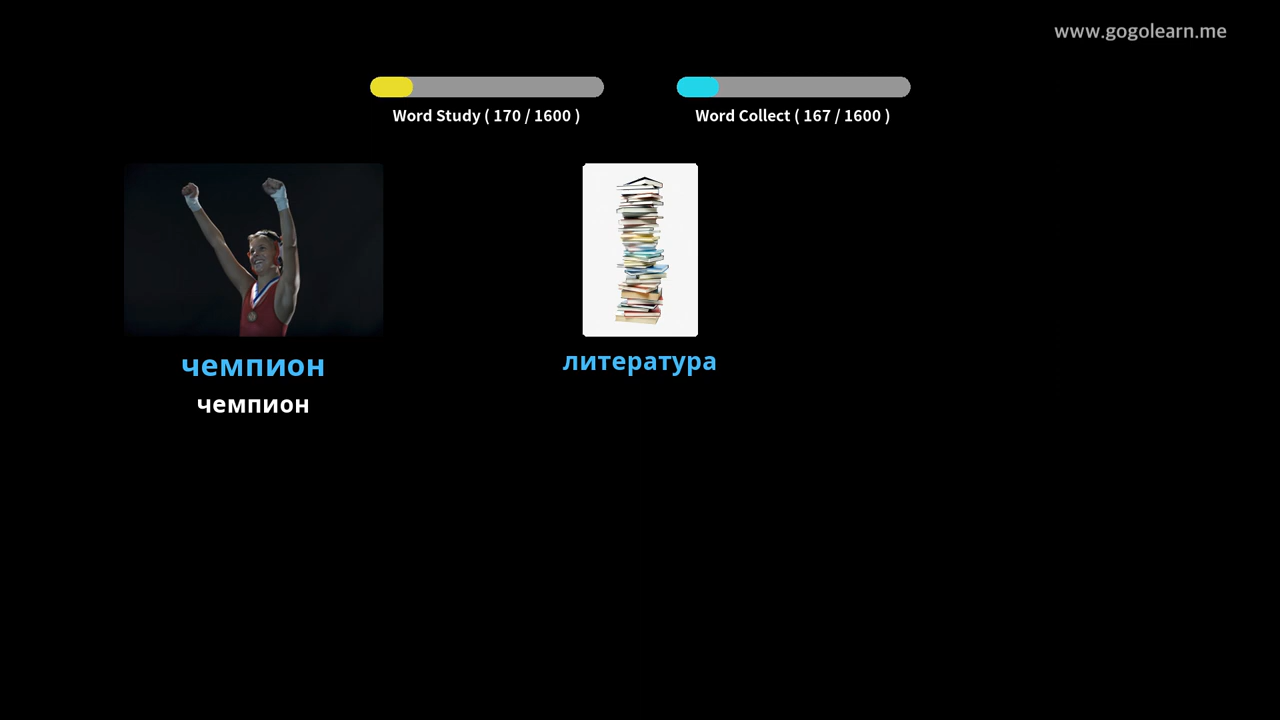 www.gogolearn.me
Word Study ( 170 / 1600 )
Word Collect ( 167 / 1600 )
чемпион
чемпион
литература